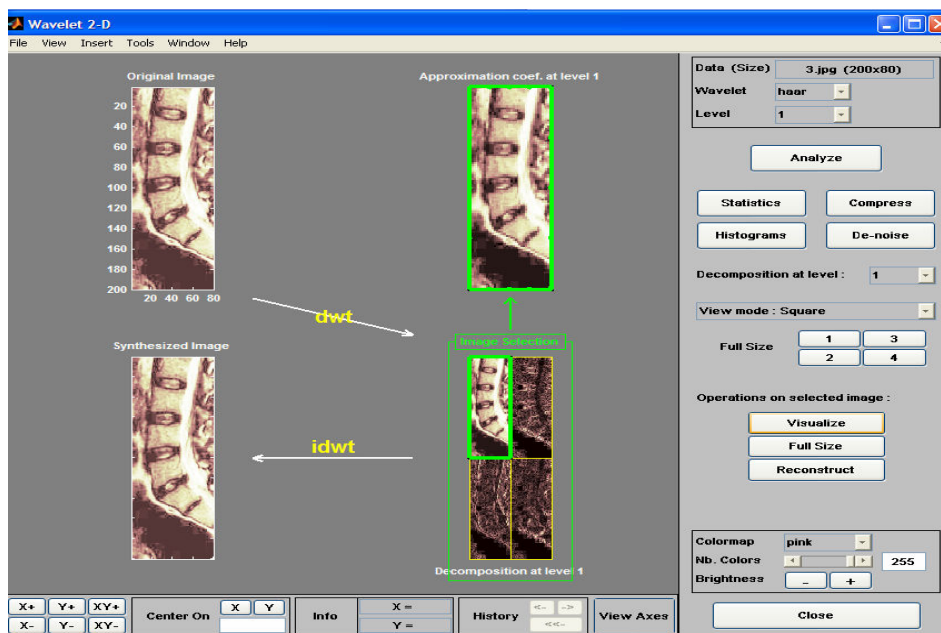 Wavelet 2-D
File View Insert Tools Window Help
Original Image
20
40
60
80
100
120
140
160
180
200
20 40 60 80
Approximation coef. at level 1
dwt
Image Selection
Synthesized Image
idwt
Decomposition at level 1
Data (Size) 3.jpg (200x80)
Wavelet haar
Level 1
Analyze
Statistics Compress
Histograms De-noise
Decomposition at level : 1
View mode : Square
Full Size 1 3
2 4
Operations on selected image :
Visualize
Full Size
Reconstruct
Colormap pink
Nb. Colors 255
Brightness - +
Close
X+ Y+ XY+
X- Y- XY-
Center On X Y
Info X =
Y =
History <- ->
<<-
View Axes